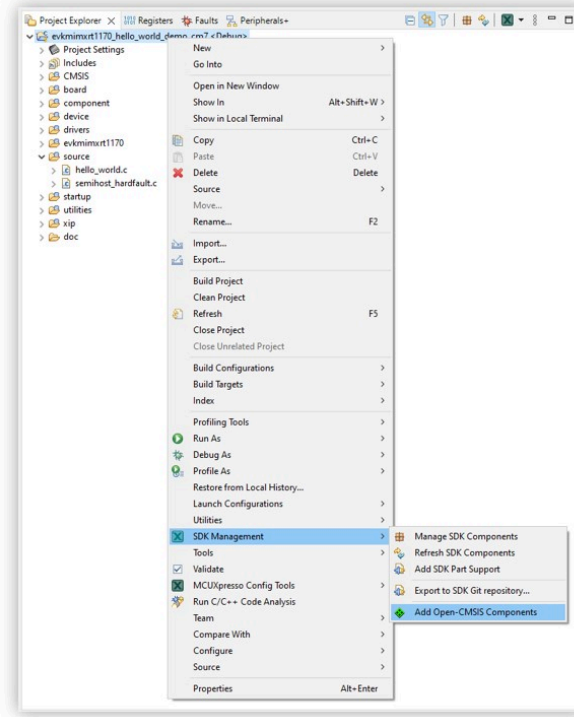 Project Explorer
Registers
Faults
Peripherals+
evkmimxrt1170_hello_world_demo_cm7 <Debug>
Project Settings
Includes
CMSIS
board
component
device
drivers
evkmimxrt1170
source
hello_world.c
semihost_hardfault.c
startup
utilities
xip
doc
New
Go Into
Open in New Window
Show In Alt+Shift+W
Show in Local Terminal
Copy Ctrl+C
Paste Ctrl+V
Delete Delete
Source
Move...
Rename... F2
Import...
Export...
Build Project
Clean Project
Refresh F5
Close Project
Close Unrelated Project
Build Configurations
Build Targets
Index
Profiling Tools
Run As
Debug As
Profile As
Restore from Local History...
Launch Configurations
Utilities
SDK Management
Tools
Validate
MCUXpresso Config Tools
Run C/C++ Code Analysis
Team
Compare With
Configure
Source
Properties Alt+Enter
Manage SDK Components
Refresh SDK Components
Add SDK Part Support
Export to SDK Git repository...
Add Open-CMSIS Components